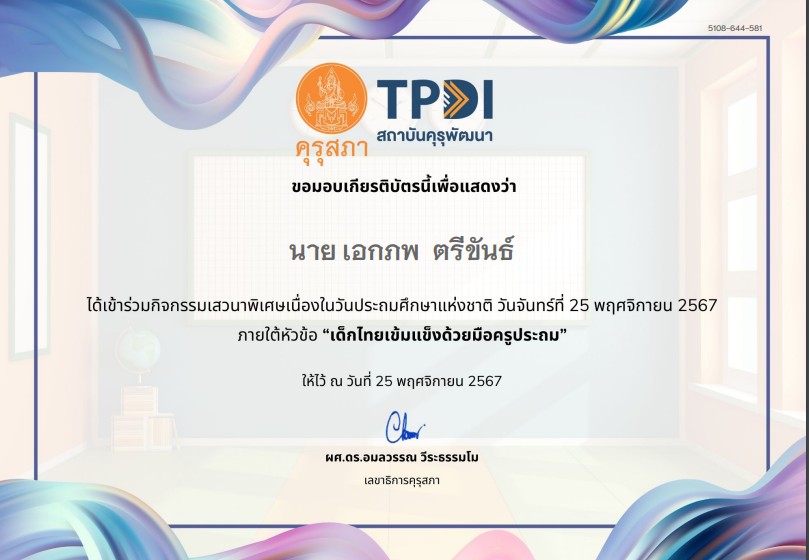 5108-644-581
TPDI
สถาบันคุรุพัฒนา
คุรุสภา
ขอมอบเกียรติบัตรนี้เพื่อแสดงว่า
นาย เอกภพ ตรีขันธ์
ได้เข้าร่วมกิจกรรมเสวนาพิเศษเนื่องในวันประถมศึกษาแห่งชาติ วันจันทร์ที่ 25 พฤศจิกายน 2567
ภายใต้หัวข้อ “เด็กไทยเข้มแข็งด้วยมือครูประถม”
ให้ไว้ ณ วันที่ 25 พฤศจิกายน 2567
ผศ.ดร.อมลวรรณ วีระธรรมโม
เลขาธิการคุรุสภา